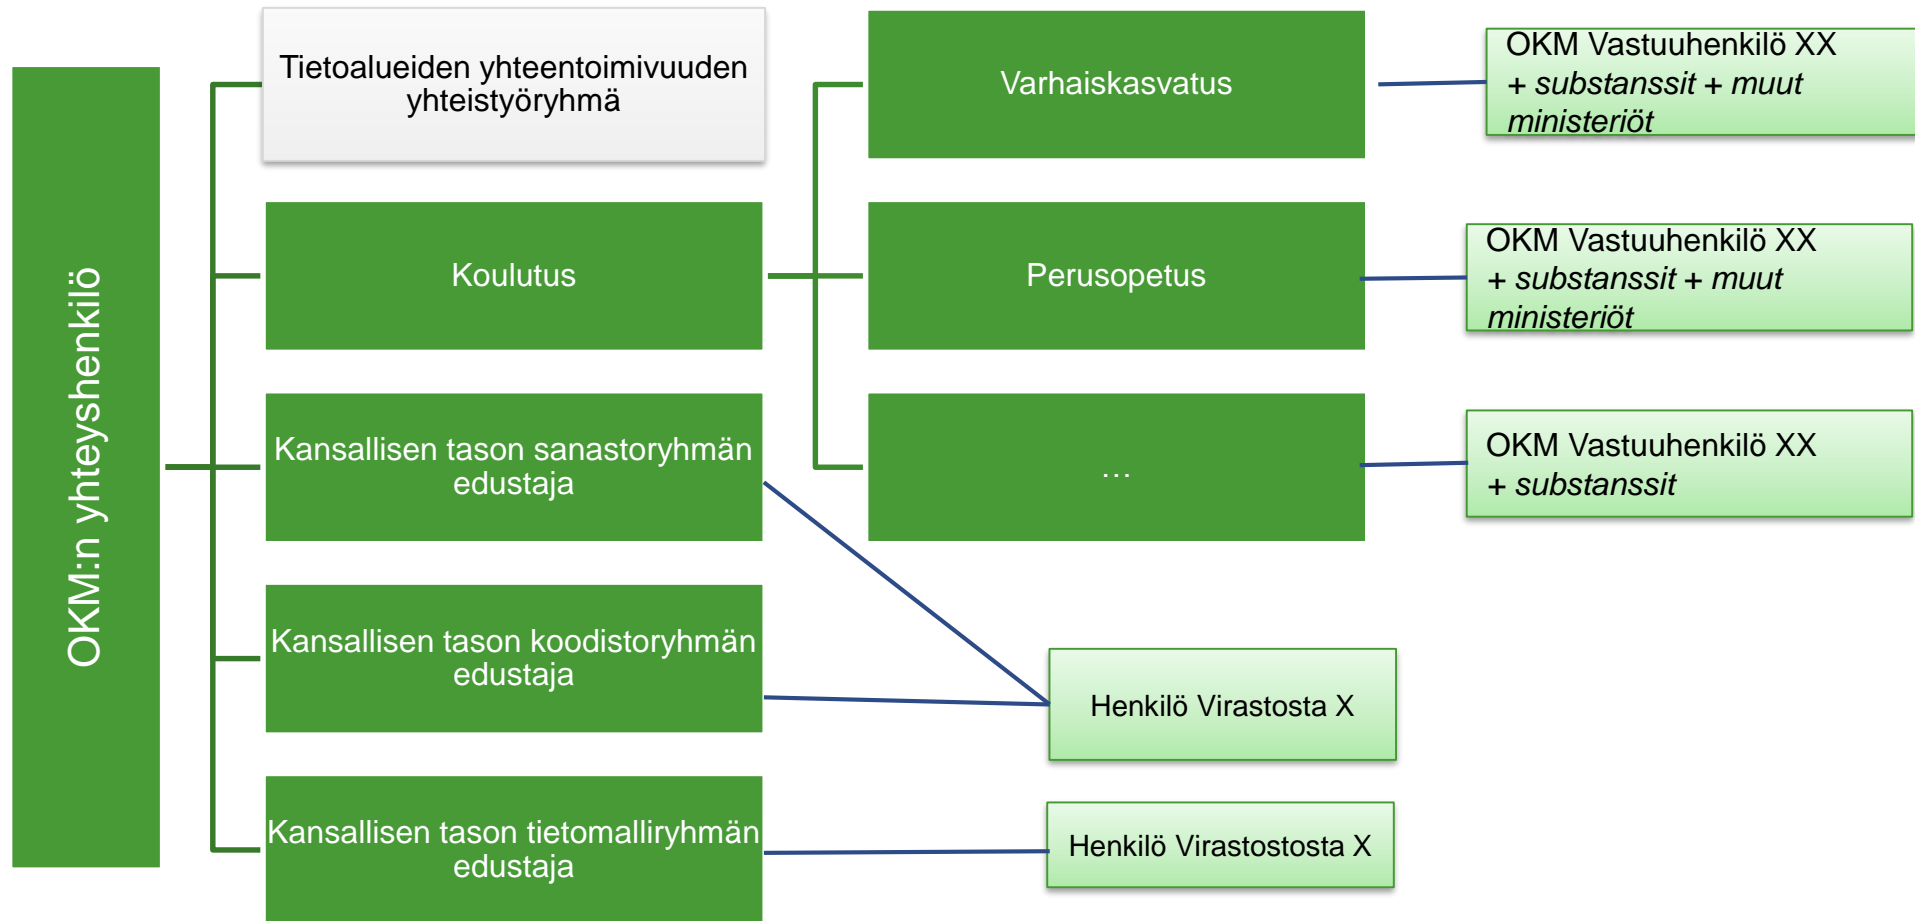 OKM:n yhteyshenkilö
Tietoalueiden yhteentoimivuuden
yhteistyöryhmä
Koulutus
Kansallisen tason sanastoryhmän
edustaja
Kansallisen tason koodistoryhmän
edustaja
Kansallisen tason tietomalliryhmän
edustaja
Varhaiskasvatus
Perusopetus
...
OKM Vastuuhenkilö XX
+ substanssit + muut
ministeriöt
OKM Vastuuhenkilö XX
+ substanssit + muut
ministeriöt
OKM Vastuuhenkilö XX
+ substanssit
Henkilö Virastosta X
Henkilö Virastostosta X